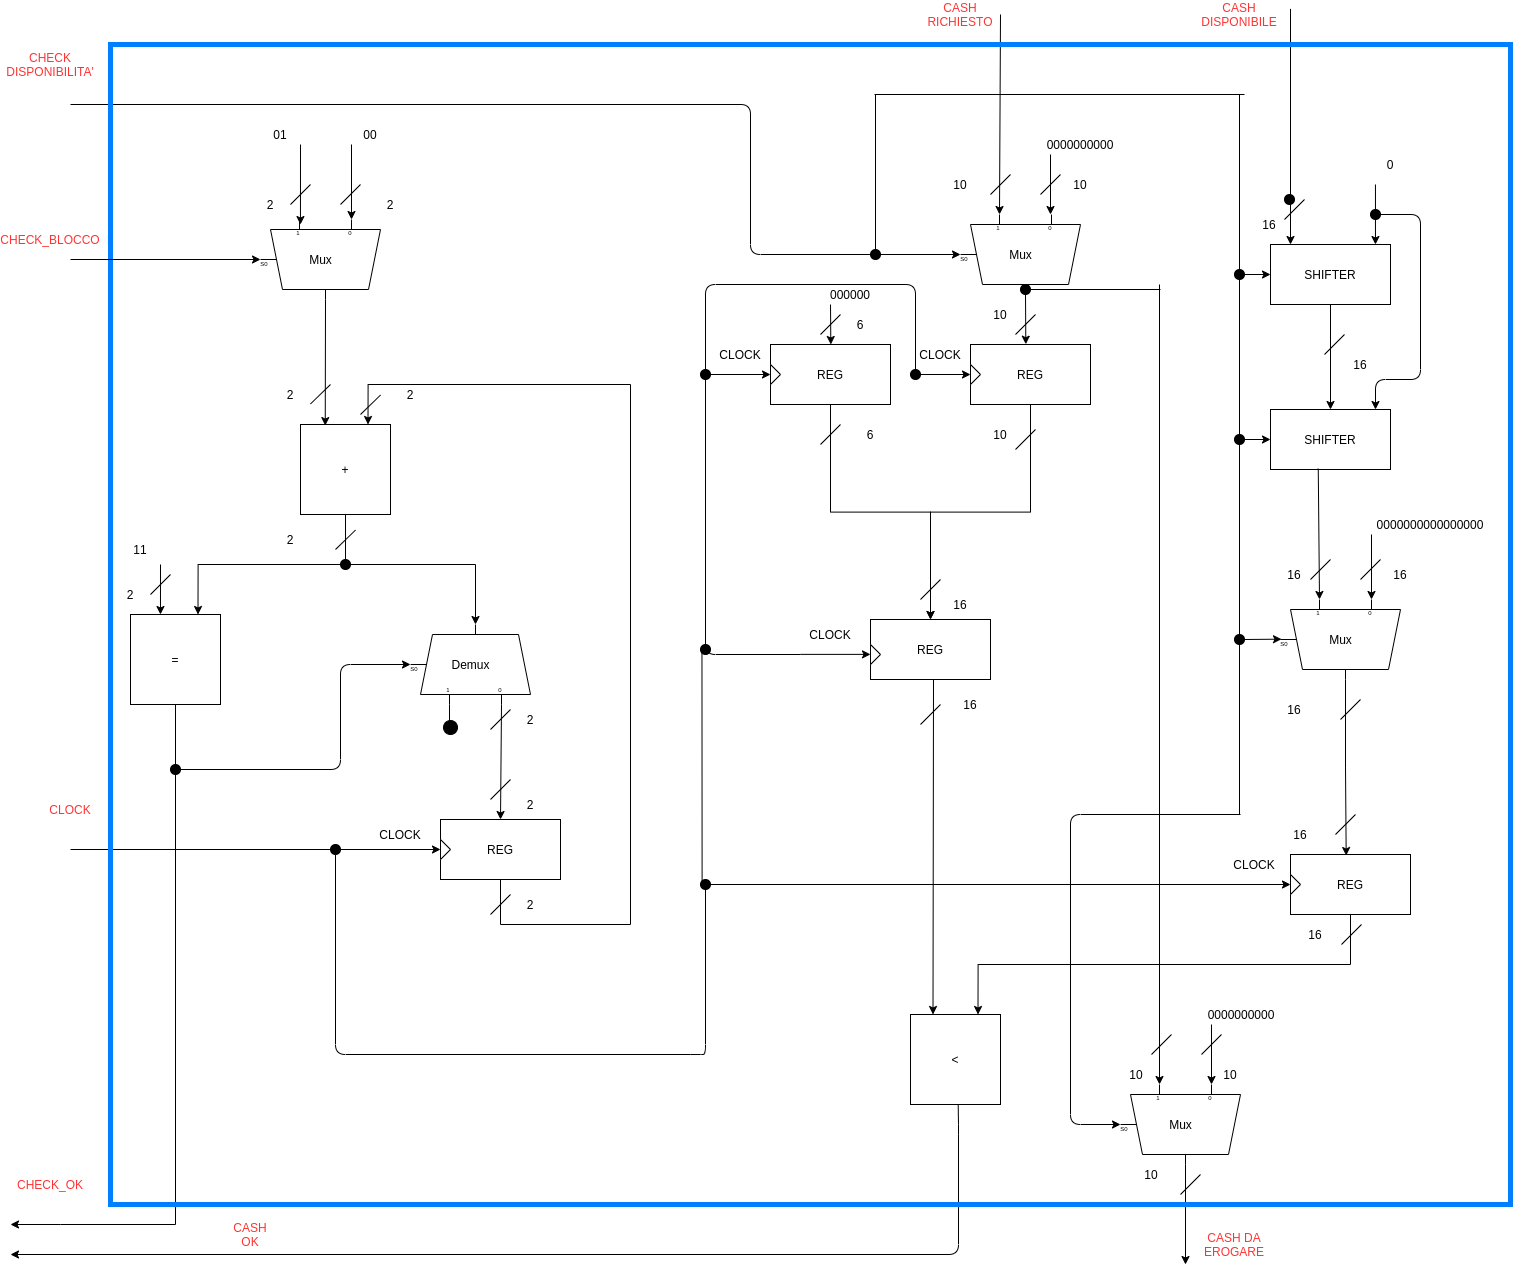 CASH
RICHIESTO
CASH
DISPONIBILE
CHECK
DISPONIBILITA'
01
00
0000000000
0
2
2
10
10
16
CHECK_BLOCCO
1
0
S0
Mux
1
0
S0
Mux
SHIFTER
000000
6
10
16
CLOCK
REG
CLOCK
REG
2
2
6
10
SHIFTER
+
2
0000000000000000
11
2
16
16
16
CLOCK
=
S0
Demux
1
0
REG
1
0
S0
Mux
2
16
16
2
CLOCK
CLOCK
REG
16
CLOCK
REG
2
16
0000000000
<
10
10
1
0
S0
Mux
10
CHECK_OK
CASH
OK
CASH DA
EROGARE